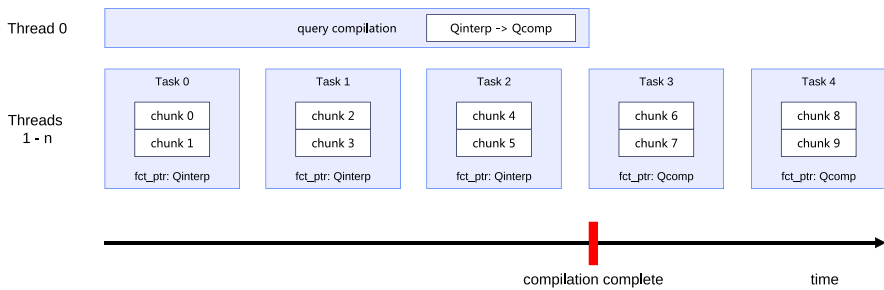 Thread 0
query compilation
Qinterp -> Qcomp
Threads
1 - n
Task 0
chunk 0
chunk 1
fct_ptr: Qinterp
Task 1
chunk 2
chunk 3
fct_ptr: Qinterp
Task 2
chunk 4
chunk 5
fct_ptr: Qinterp
Task 3
chunk 6
chunk 7
fct_ptr: Qcomp
Task 4
chunk 8
chunk 9
fct_ptr: Qcomp
compilation complete
time